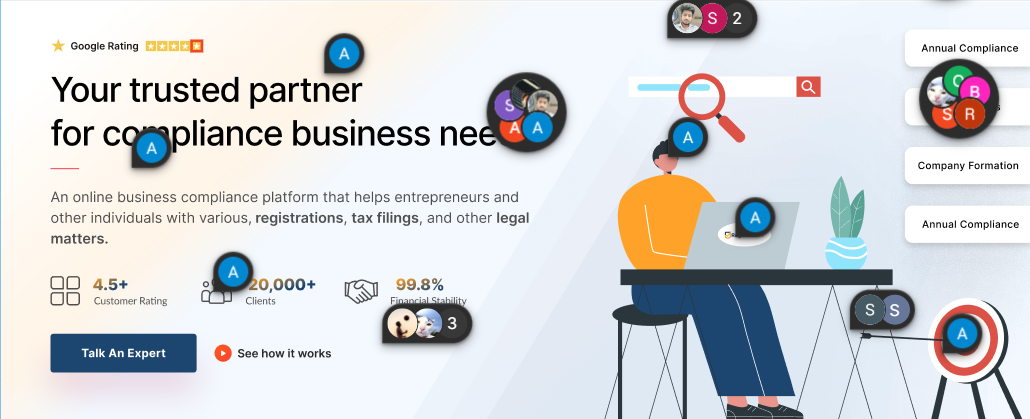 Google Rating
Your trusted partner
for compliance business nee
An online business compliance platform that helps entrepreneurs and
other individuals with various, registrations, tax filings, and other legal
matters.
4.5+
Customer Rating
20,000+
Clients
99.8%
Financial Stability
Talk An Expert
See how it works
A
A
A
S
A
A
3
S
2
A
A
S
S
A
Annual Compliance
C
B
S
R
Company Formation
Annual Compliance